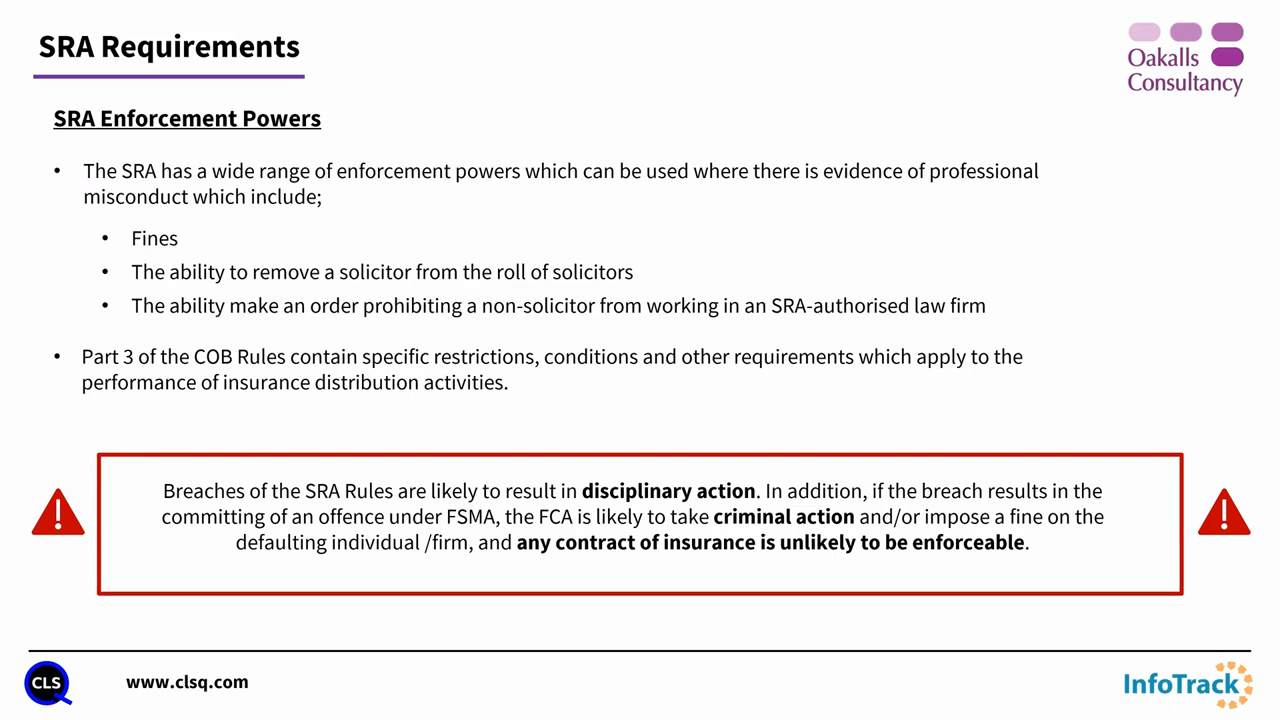 SRA Requirements
Oakalls
Consultancy
SRA Enforcement Powers
• The SRA has a wide range of enforcement powers which can be used where there is evidence of professional
misconduct which include;
• Fines
• The ability to remove a solicitor from the roll of solicitors
• The ability make an order prohibiting a non-solicitor from working in an SRA-authorised law firm
• Part 3 of the COB Rules contain specific restrictions, conditions and other requirements which apply to the
performance of insurance distribution activities.
Breaches of the SRA Rules are likely to result in disciplinary action. In addition, if the breach results in the
committing of an offence under FSMA, the FCA is likely to take criminal action and/or impose a fine on the
defaulting individual /firm, and any contract of insurance is unlikely to be enforceable.
! !
CLS
www.clsq.com
InfoTrack